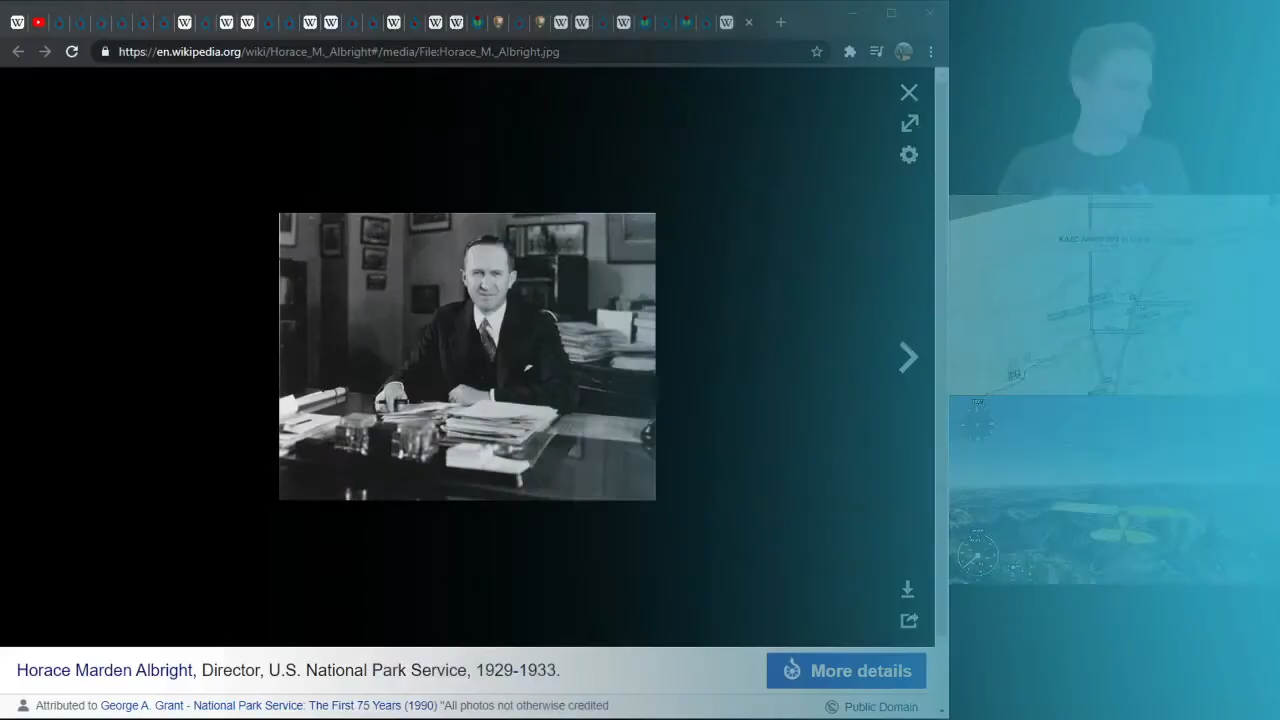 https://en.wikipedia.org/wiki/Horace_M._Albright#/media/File:Horace_M._Albright.jpg
Horace Marden Albright, Director, U.S. National Park Service, 1929-1933.
More details
Attributed to George A. Grant - National Park Service: The First 75 Years (1990) "All photos not otherwise credited
Public Domain